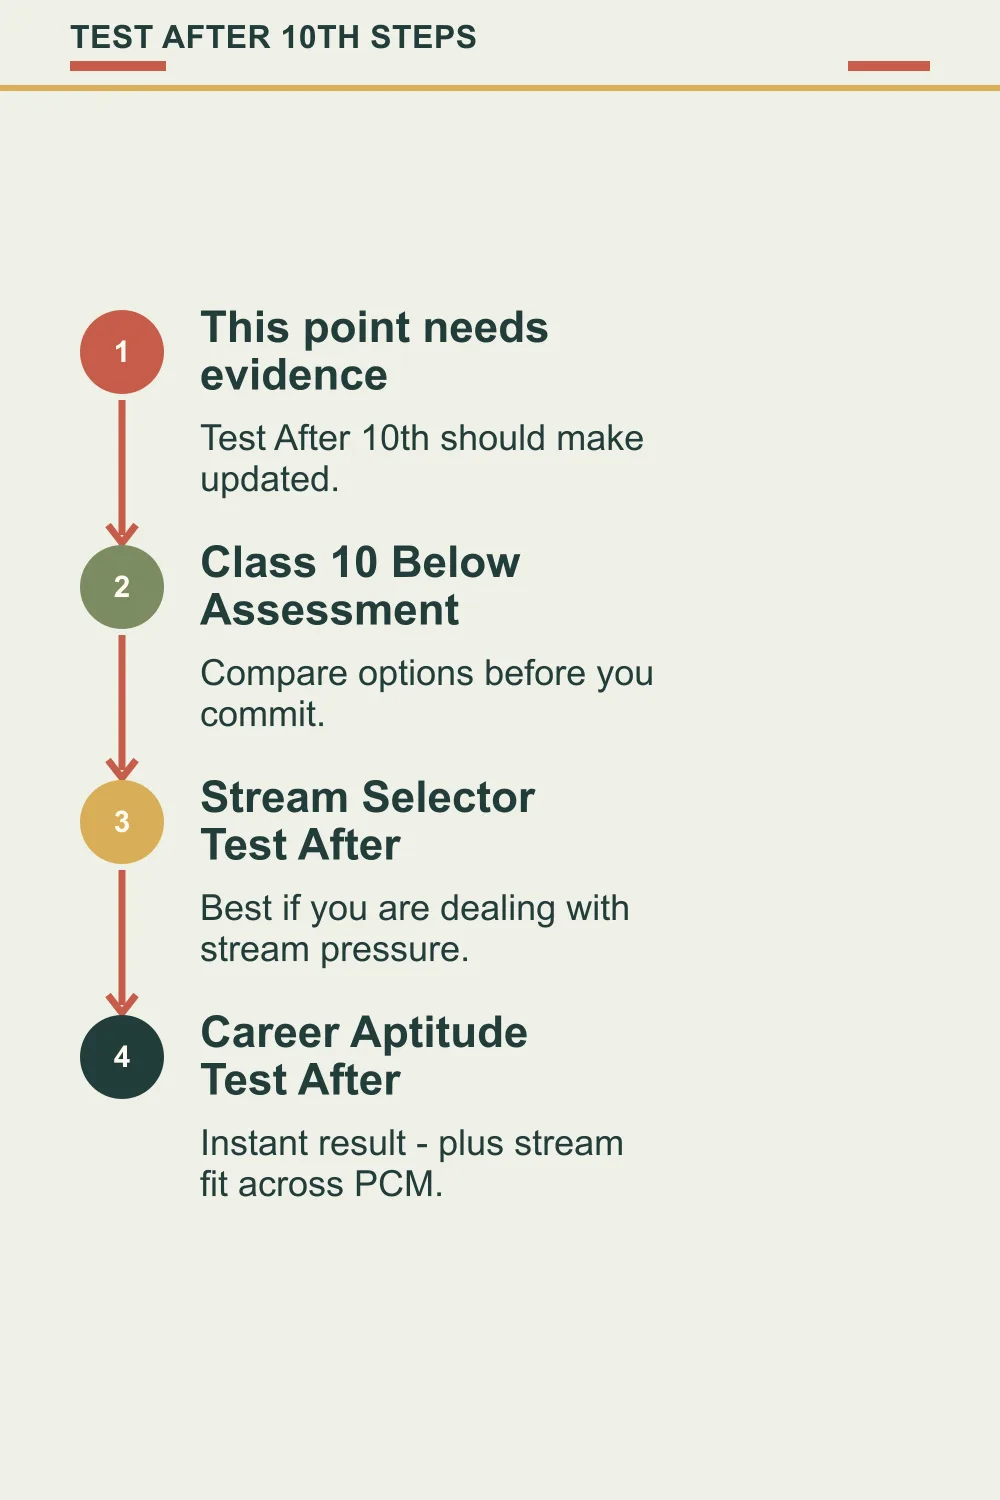 TEST AFTER 10TH STEPS
1
This point needs
evidence
Test After 10th should make
updated.
2
Class 10 Below
Assessment
Compare options before you
commit.
3
Stream Selector
Test After
Best if you are dealing with
stream pressure.
4
Career Aptitude
Test After
Instant result - plus stream
fit across PCM.